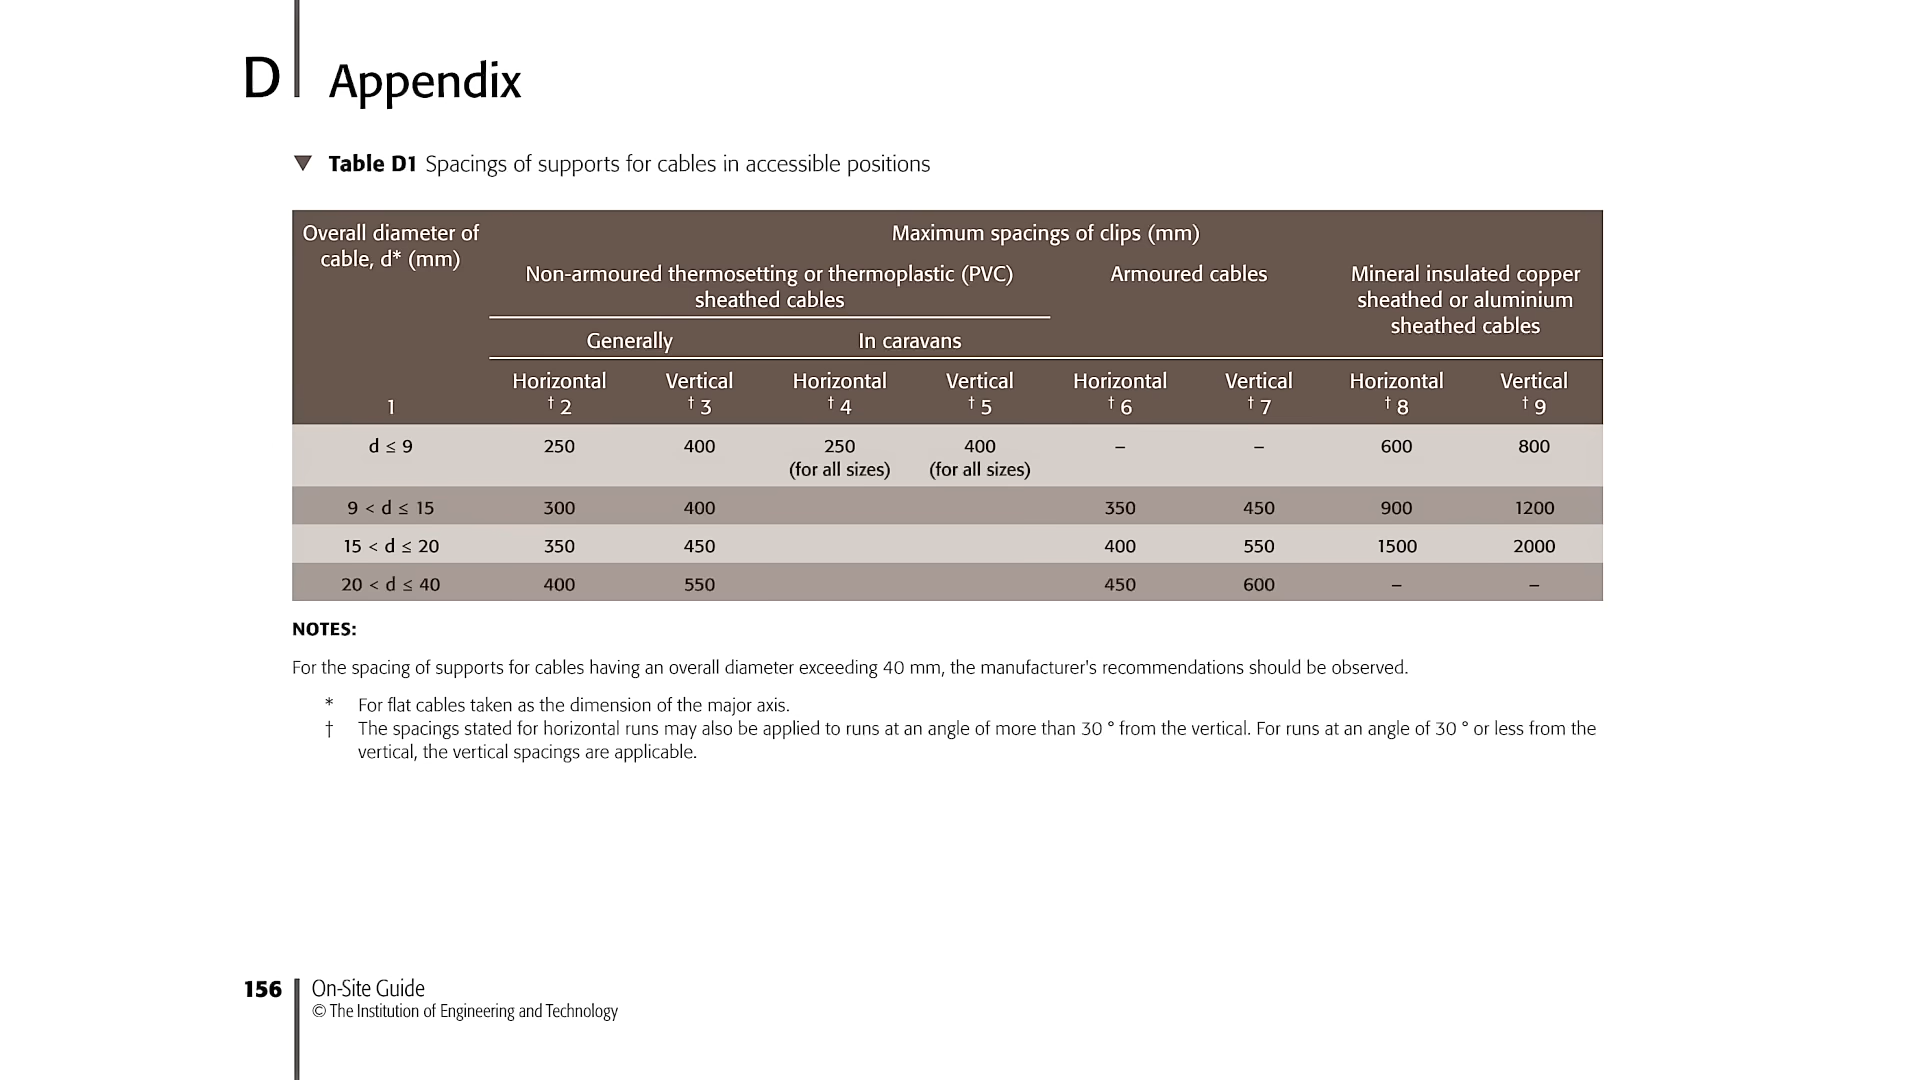 D Appendix
▼ Table D1 Spacings of supports for cables in accessible positions
Overall diameter of cable, d* (mm)
Maximum spacings of clips (mm)
Non-armoured thermosetting or thermoplastic (PVC) sheathed cables
Armoured cables
Mineral insulated copper sheathed or aluminium sheathed cables
Generally In caravans
Horizontal Vertical Horizontal Vertical Horizontal Vertical Horizontal Vertical
1 † 2 † 3 † 4 † 5 † 6 † 7 † 8 † 9
d ≤ 9 250 400 250 400 – – 600 800
(for all sizes) (for all sizes)
9 < d ≤ 15 300 400 350 450 900 1200
15 < d ≤ 20 350 450 400 550 1500 2000
20 < d ≤ 40 400 550 450 600 – –
NOTES:
For the spacing of supports for cables having an overall diameter exceeding 40 mm, the manufacturer's recommendations should be observed.
* For flat cables taken as the dimension of the major axis.
† The spacings stated for horizontal runs may also be applied to runs at an angle of more than 30 ° from the vertical. For runs at an angle of 30 ° or less from the
vertical, the vertical spacings are applicable.
156 On-Site Guide
© The Institution of Engineering and Technology